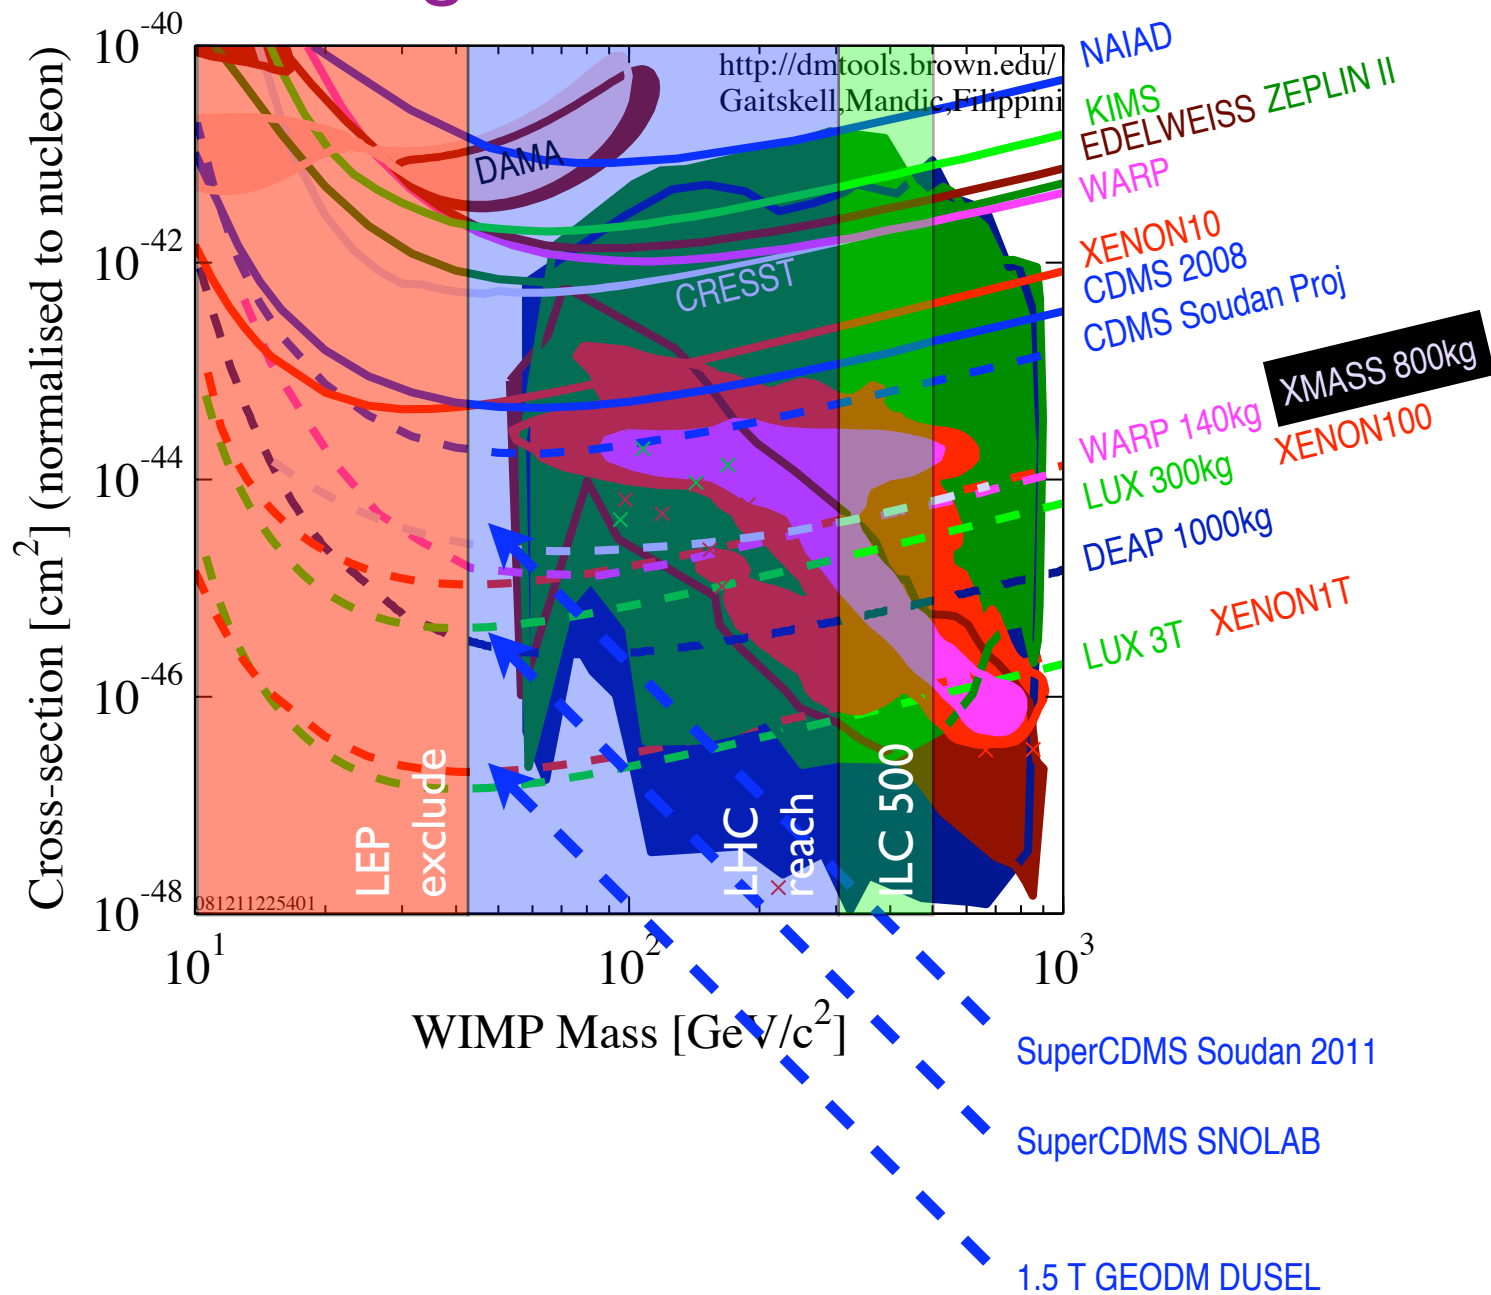 g
10^-40
10^-42
10^-44
10^-46
10^-48
Cross-section [cm^2] (normalised to nucleon)
http://dmtools.brown.edu/
Gaitskell,Mandic,Filippini
DAMA
CRESST
NAIAD
KIMS
EDELWEISS ZEPLIN II
WARP
XENON10
CDMS 2008
CDMS Soudan Proj
XMASS 800kg
WARP 140kg
XENON100
LUX 300kg
DEAP 1000kg
XENON1T
LUX 3T
LEP
exclude
LHC
reach
ILC 500
081211225401
10^1
10^2
10^3
WIMP Mass [GeV/c^2]
SuperCDMS Soudan 2011
SuperCDMS SNOLAB
1.5 T GEODM DUSEL